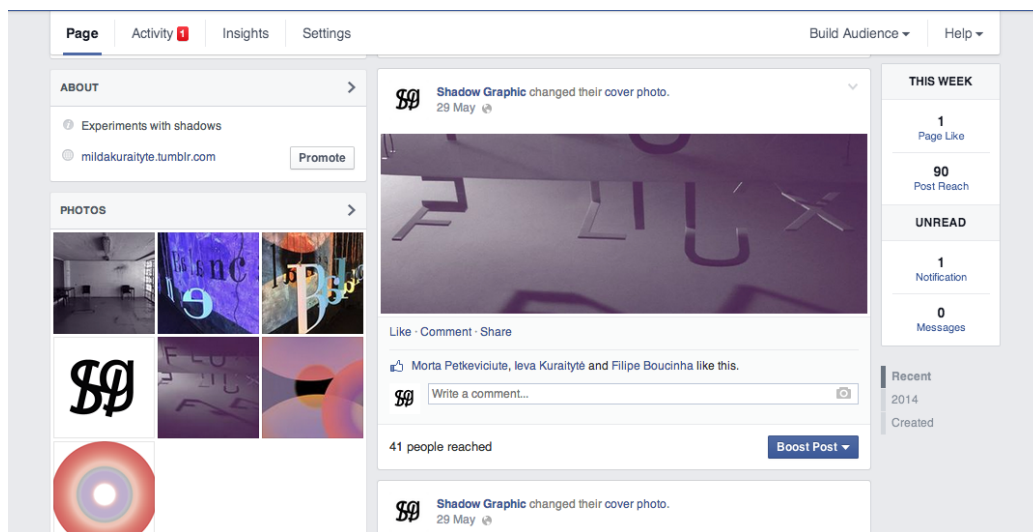 Page Activity 1 Insights Settings Build Audience Help
ABOUT
Experiments with shadows
mildakuraityte.tumblr.com Promote
PHOTOS
Shadow Graphic changed their cover photo.
29 May
FLUX
Like · Comment · Share
Morta Petkeviciute, Ieva Kuraitytė and Filipe Boucinha like this.
Write a comment...
41 people reached Boost Post
Shadow Graphic changed their cover photo.
29 May
THIS WEEK
1
Page Like
90
Post Reach
UNREAD
1
Notification
0
Messages
Recent
2014
Created